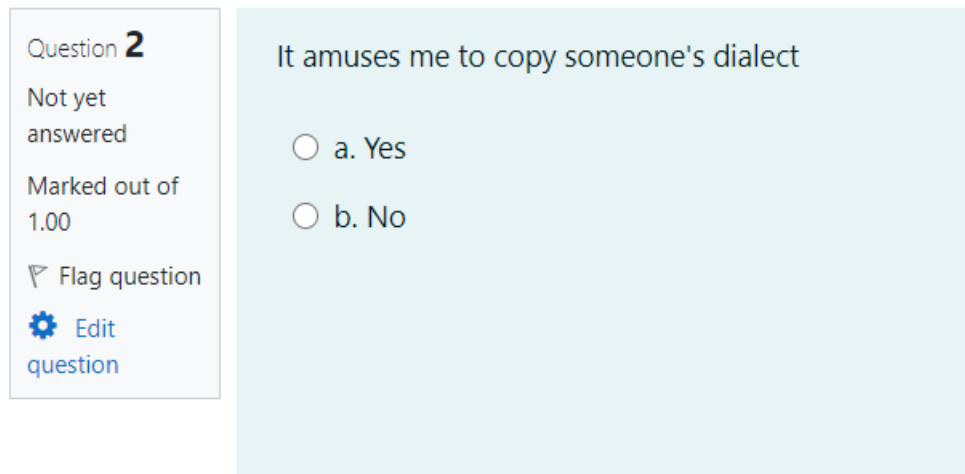 Question 2
Not yet
answered
Marked out of
1.00
Flag question
Edit
question
It amuses me to copy someone's dialect
a. Yes
b. No